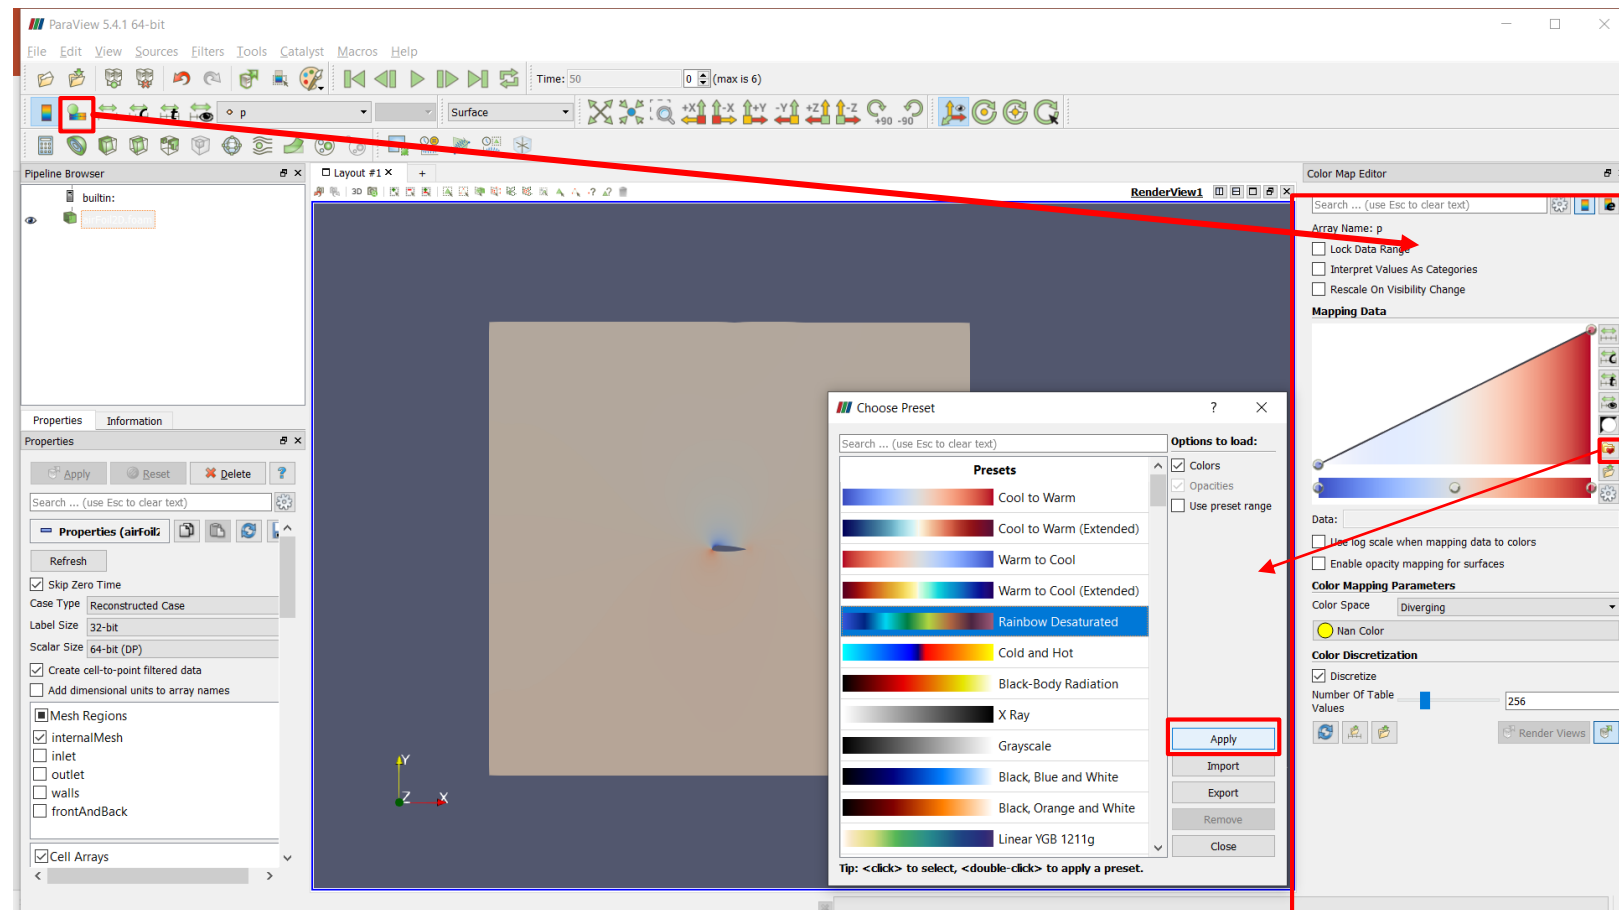 ParaView 5.4.1 64-bit
File Edit View Sources Filters Tools Catalyst Macros Help
Time: 50 0 (max is 6)
p Surface +X -X +Y -Y +Z -Z +90 -90
Pipeline Browser
Layout #1 × +
Color Map Editor
builtin:
3D
RenderView1
Search ... (use Esc to clear text)
Array Name: p
Lock Data Range
Interpret Values As Categories
Rescale On Visibility Change
Mapping Data
Properties Information
Properties
Apply Reset Delete ?
Search ... (use Esc to clear text)
Properties (airFoil2
Refresh
Skip Zero Time
Case Type Reconstructed Case
Label Size 32-bit
Scalar Size 64-bit (DP)
Create cell-to-point filtered data
Add dimensional units to array names
Mesh Regions
internalMesh
inlet
outlet
walls
frontAndBack
Cell Arrays
Y
Z X
Choose Preset ?
Search ... (use Esc to clear text)
Options to load:
Presets
Colors
Opacities
Use preset range
Cool to Warm
Cool to Warm (Extended)
Warm to Cool
Warm to Cool (Extended)
Rainbow Desaturated
Cold and Hot
Black-Body Radiation
X Ray
Grayscale
Black, Blue and White
Black, Orange and White
Linear YGB 1211g
Apply
Import
Export
Remove
Close
Tip: <click> to select, <double-click> to apply a preset.
Data:
Use log scale when mapping data to colors
Enable opacity mapping for surfaces
Color Mapping Parameters
Color Space Diverging
Nan Color
Color Discretization
Discretize
Number Of Table
Values 256
Render Views